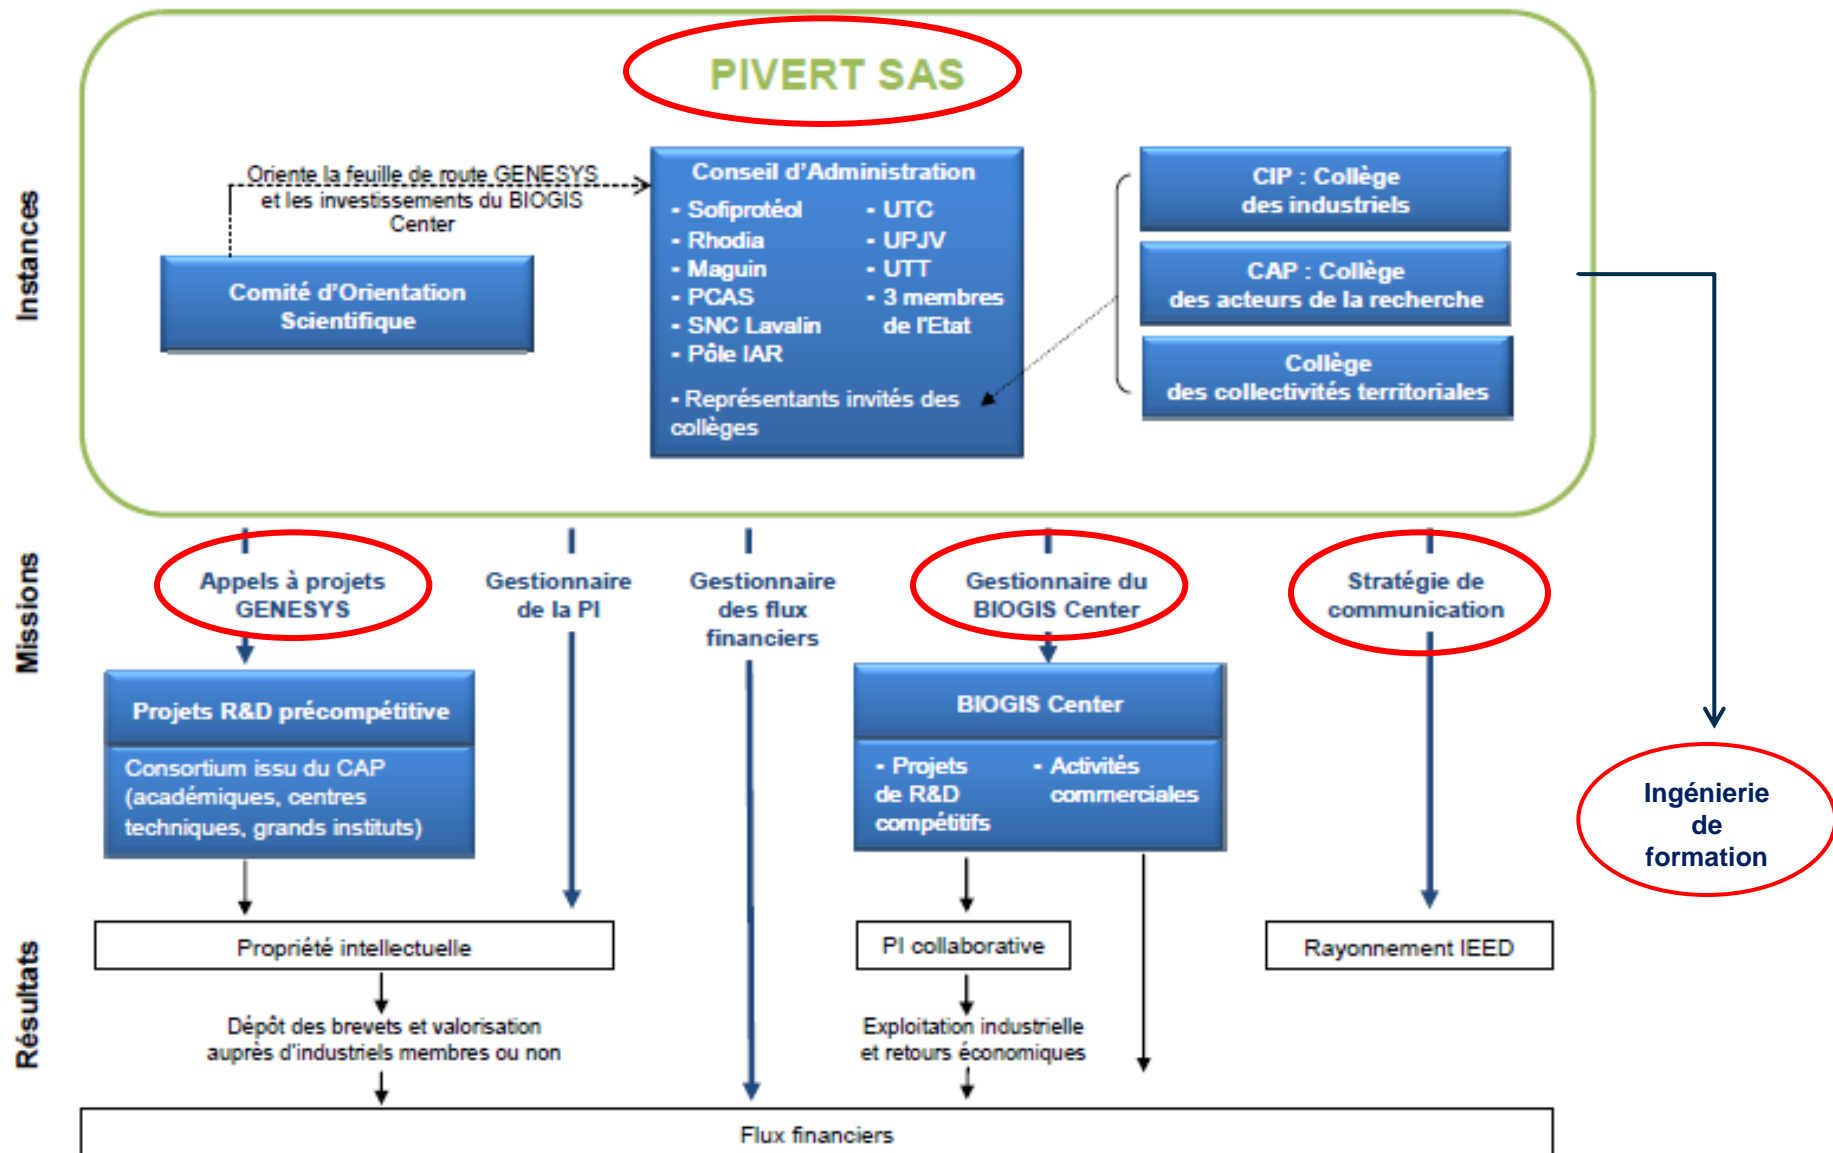 PIVERT SAS
Instances
Oriente la feuille de route GENESYS
et les investissements du BIOGIS
Center
Comité d'Orientation
Scientifique
Conseil d'Administration
- Sofiprotéol
- Rhodia
- Maguin
- PCAS
- SNC Lavalin
- Pôle IAR
- UTC
- UPJV
- UTT
- 3 membres
de l'Etat
- Représentants invités des
collèges
CIP : Collège
des industriels
CAP : Collège
des acteurs de la recherche
Collège
des collectivités territoriales
Missions
Appels à projets
GENESYS
Gestionnaire
de la PI
Gestionnaire
des flux
financiers
Gestionnaire du
BIOGIS Center
Stratégie de
communication
Ingénierie
de
formation
Projets R&D précompétitive
Consortium issu du CAP
(académiques, centres
techniques, grands instituts)
BIOGIS Center
- Projets
de R&D
compétitifs
- Activités
commerciales
Résultats
Propriété intellectuelle
PI collaborative
Rayonnement IEED
Dépôt des brevets et valorisation
auprès d'industriels membres ou non
Exploitation industrielle
et retours économiques
Flux financiers